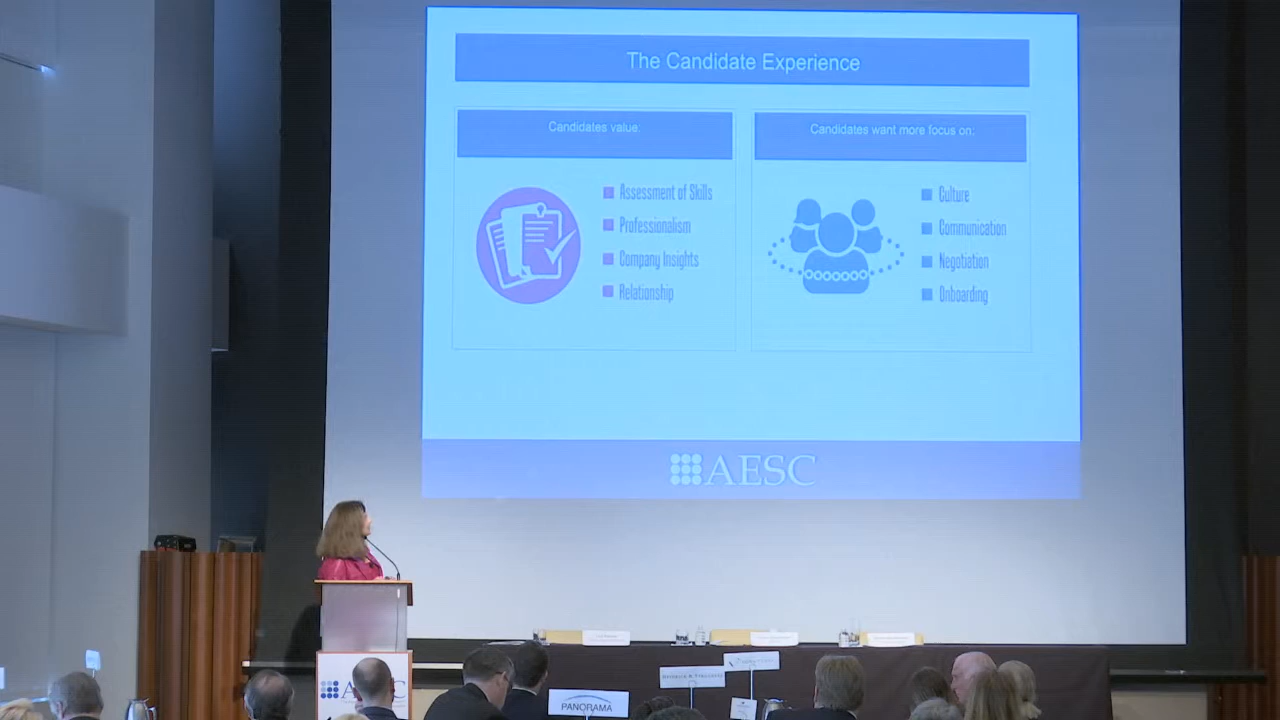 The Candidate Experience
Candidates value:
Assessment of Skills
Professionalism
Company Insights
Relationship
Candidates want more focus on:
Culture
Communication
Negotiation
Onboarding
AESC
PANORAMA